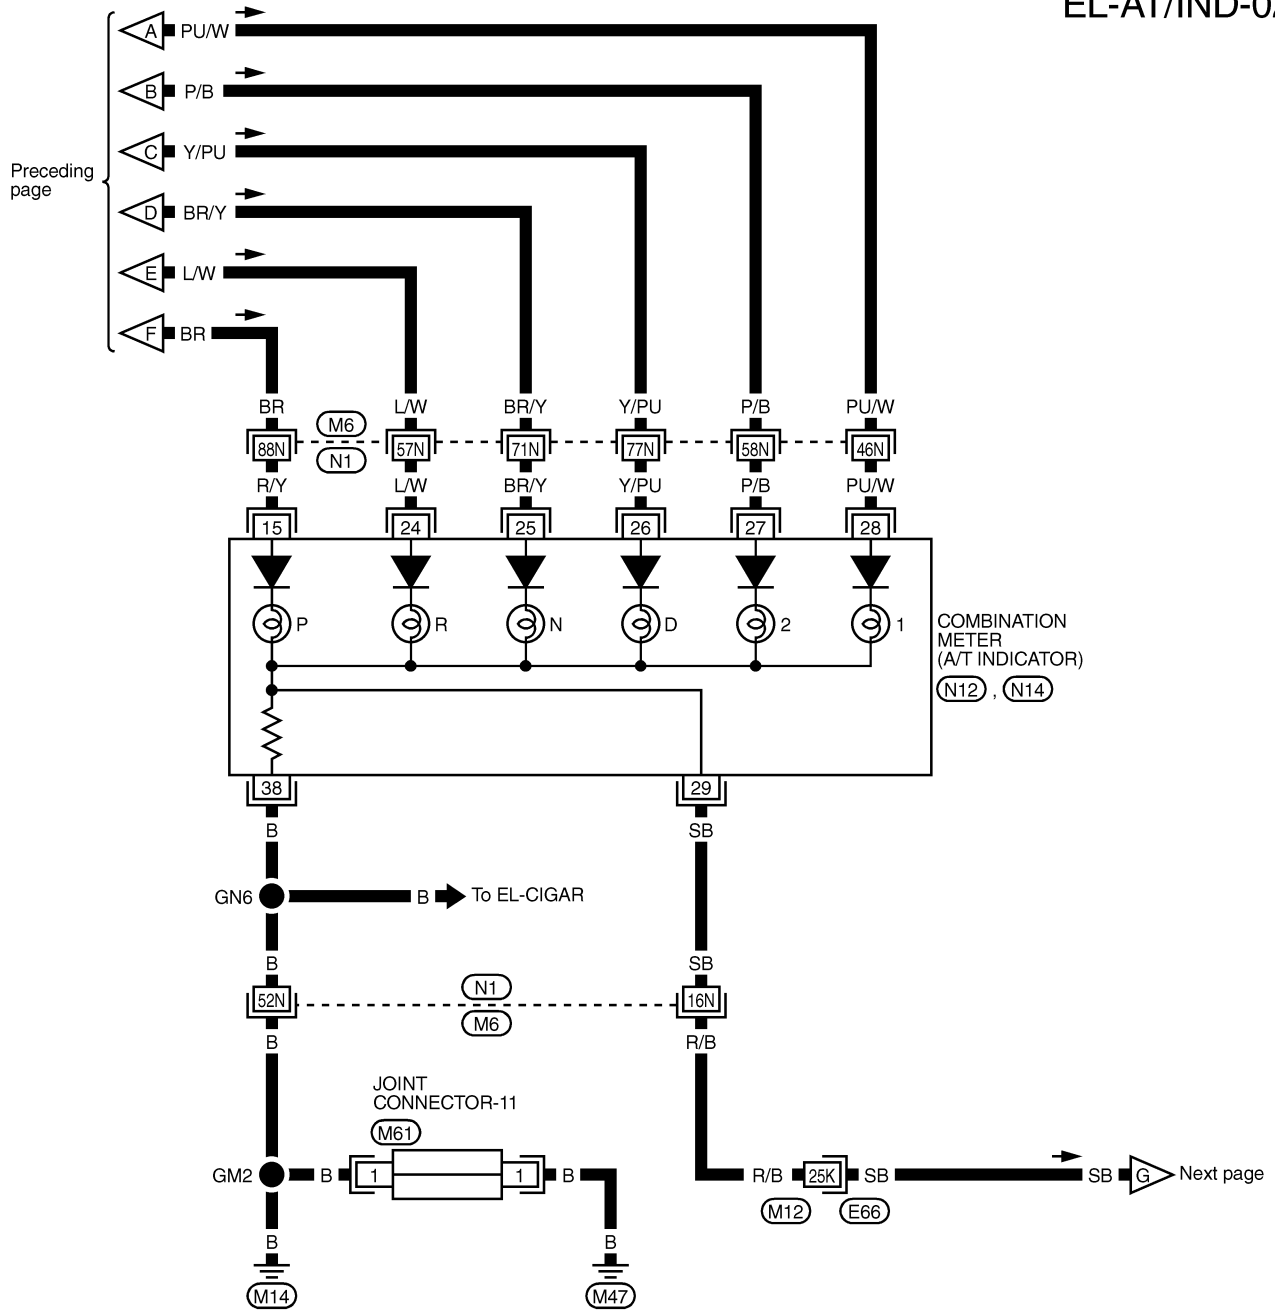 EL-AT/IND-02
A PU/W
B P/B
C Y/PU
Preceding
page
D BR/Y
E L/W
F BR
BR L/W BR/Y Y/PU P/B PU/W
M6
88N 57N 71N 77N 58N 46N
N1
R/Y L/W BR/Y Y/PU P/B PU/W
15 24 25 26 27 28
P R N D 2 1
COMBINATION
METER
(A/T INDICATOR)
N12 , N14
38 29
B SB
GN6 B To EL-CIGAR
B SB
N1
52N 16N
M6
B R/B
JOINT
CONNECTOR-11
M61
GM2 B 1 1 B R/B 25K SB SB G Next page
M12 E66
B B
M14 M47